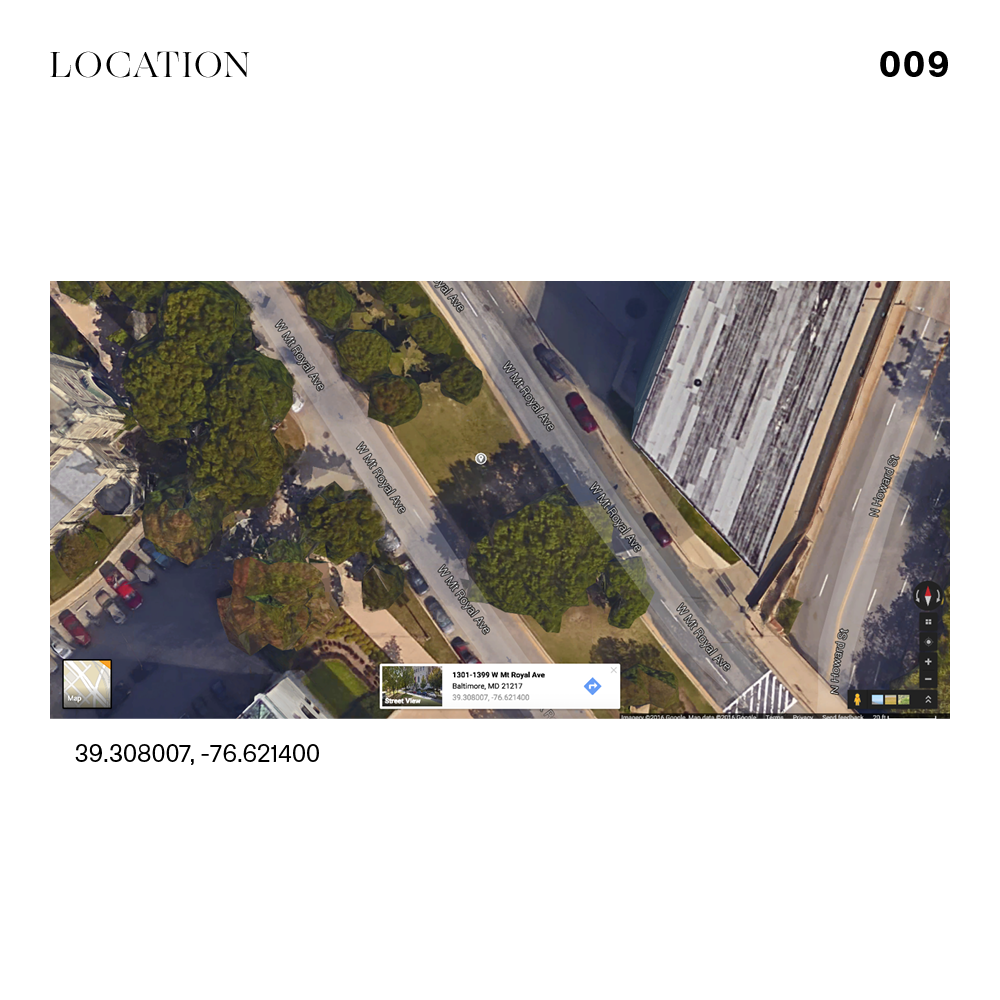 LOCATION
009
yal Ave
W Mt Royal Ave
W Mt Royal Ave
W Mt Royal Ave
N Howard St
W Mt Royal Ave
W Mt Royal Ave
W Mt Royal Ave
N Howard St
Map
Street View
1301-1399 W Mt Royal Ave
Baltimore, MD 21217
39.308007, -76.621400
Imagery ©2016 Google, Map data ©2016 Google Terms Privacy Send feedback 20 ft
39.308007, -76.621400